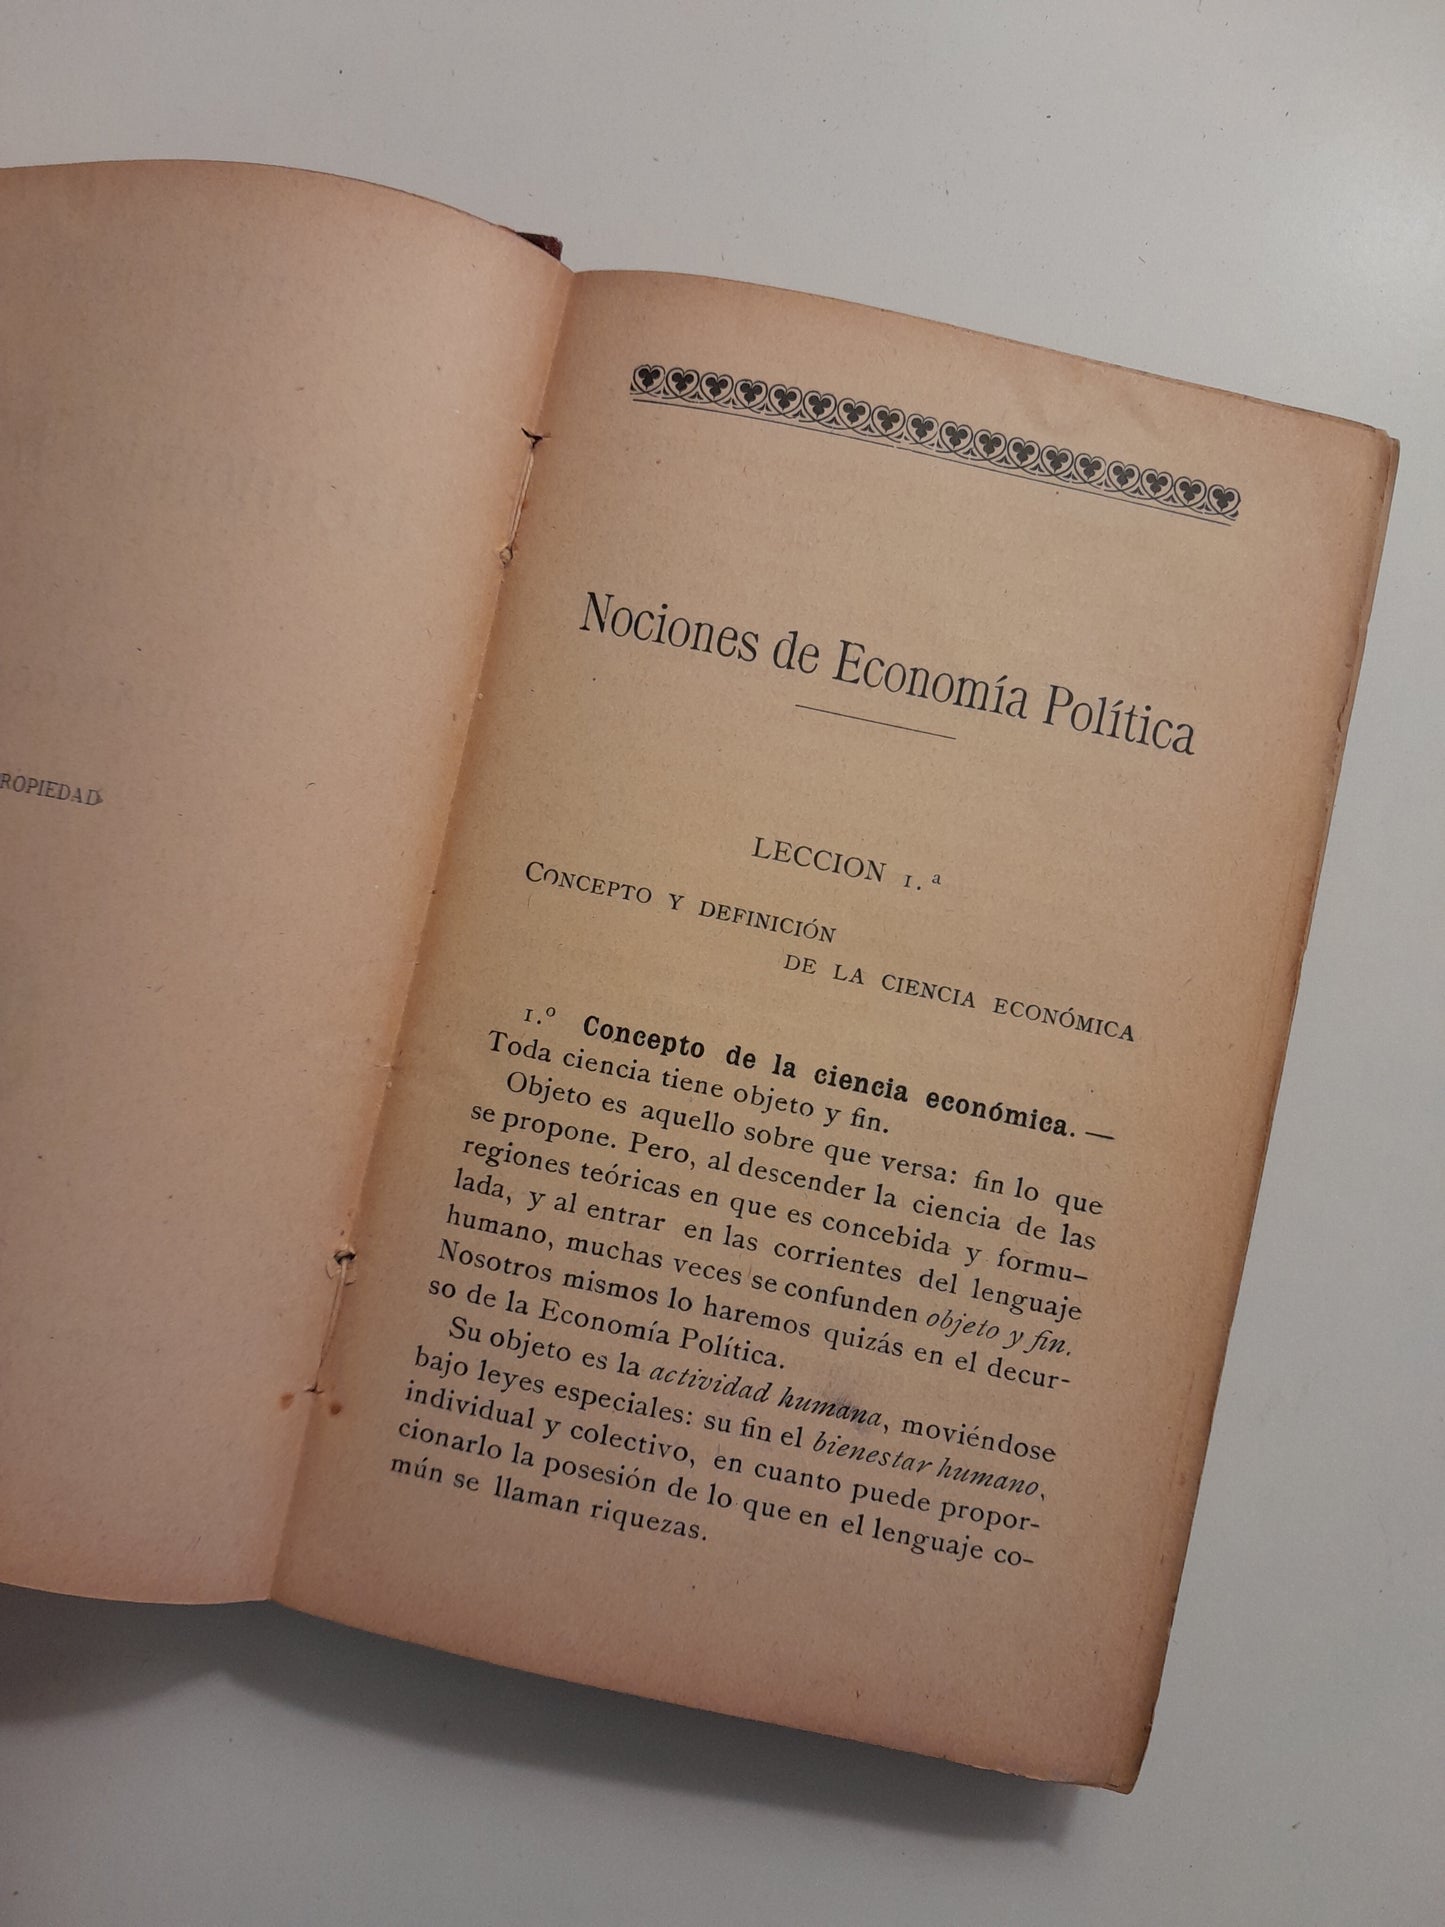 ROPIEDAD
Nociones de Economía Política
LECCION 1.ª
CONCEPTO Y DEFINICIÓN
DE LA CIENCIA ECONÓMICA
1.º Concepto de la ciencia económica. —
Toda ciencia tiene objeto y fin.
Objeto es aquello sobre que versa: fin lo que
se propone. Pero, al descender la ciencia de las
regiones teóricas en que es concebida y formu-
lada, y al entrar en las corrientes del lenguaje
humano, muchas veces se confunden objeto y fin.
Nosotros mismos lo haremos quizás en el decur-
so de la Economía Política.
Su objeto es la actividad humana, moviéndose
bajo leyes especiales: su fin el bienestar humano,
individual y colectivo, en cuanto puede propor-
cionarlo la posesión de lo que en el lenguaje co-
mún se llaman riquezas.